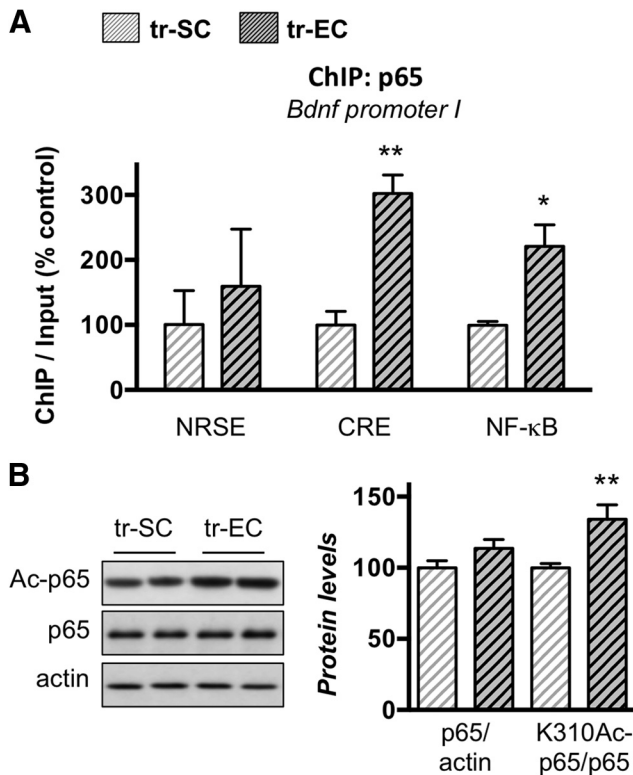 A
tr-SC tr-EC
ChIP: p65
Bdnf promoter I
ChIP / Input (% control)
300
200
100
0
** *
NRSE CRE NF-κB
B
tr-SC tr-EC
Ac-p65
p65
actin
Protein levels
150
100
50
0
**
p65/ K310Ac-
actin p65/p65